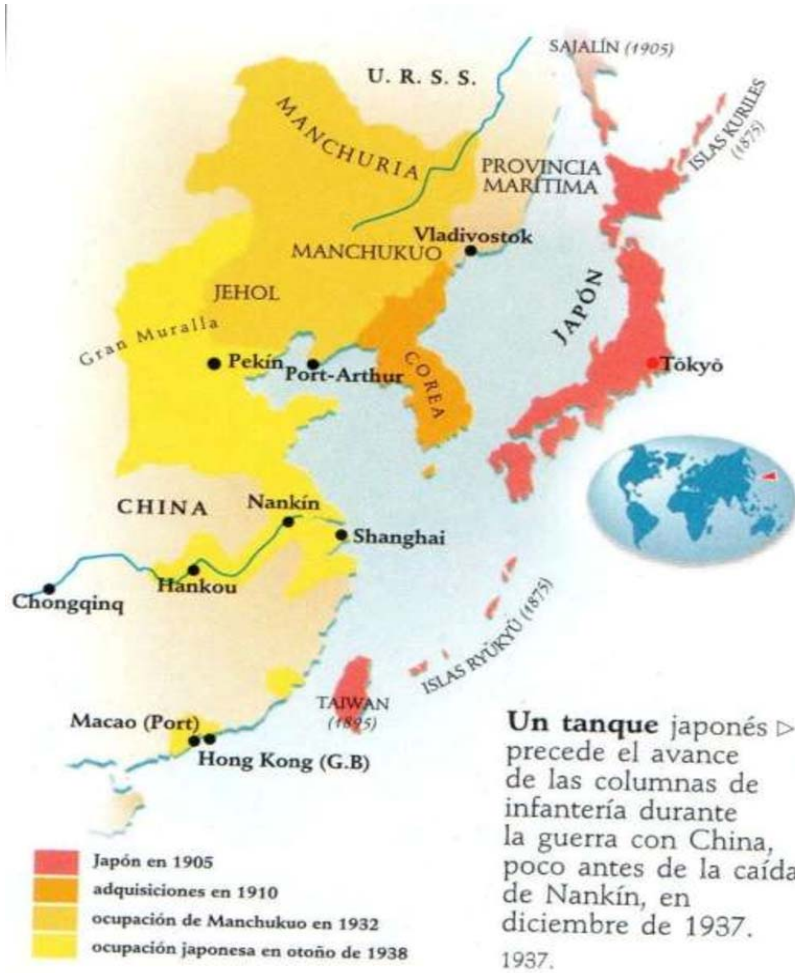 SAJALÍN (1905)
U. R. S. S.
ISLAS KURILES
(1875)
MANCHURIA
PROVINCIA
MARÍTIMA
Vladivostok
MANCHUKUO
JAPÓN
JEHOL
Gran Muralla
Pekín
Port-Arthur
COREA
Tōkyō
CHINA
Nankín
Shanghai
Hankou
Chongqinq
ISLAS RYŪKYŪ (1875)
TAIWAN
(1895)
Macao (Port)
Hong Kong (G.B)
Un tanque japonés ▷
precede el avance
de las columnas de
infantería durante
la guerra con China,
poco antes de la caída
de Nankín, en
diciembre de 1937.
1937.
Japón en 1905
adquisiciones en 1910
ocupación de Manchukuo en 1932
ocupación japonesa en otoño de 1938